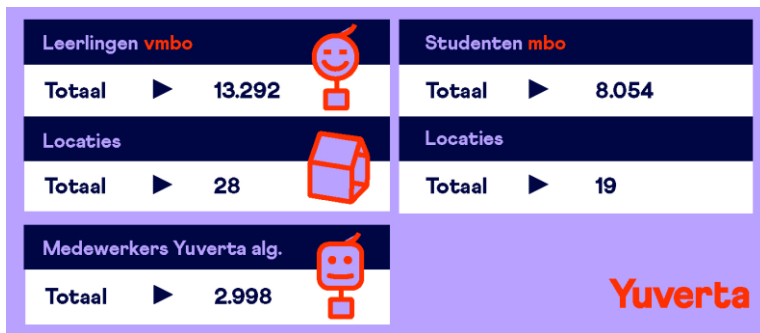 Leerlingen vmbo
Totaal ▶ 13.292
Locaties
Totaal ▶ 28
Studenten mbo
Totaal ▶ 8.054
Locaties
Totaal ▶ 19
Medewerkers Yuverta alg.
Totaal ▶ 2.998
Yuverta